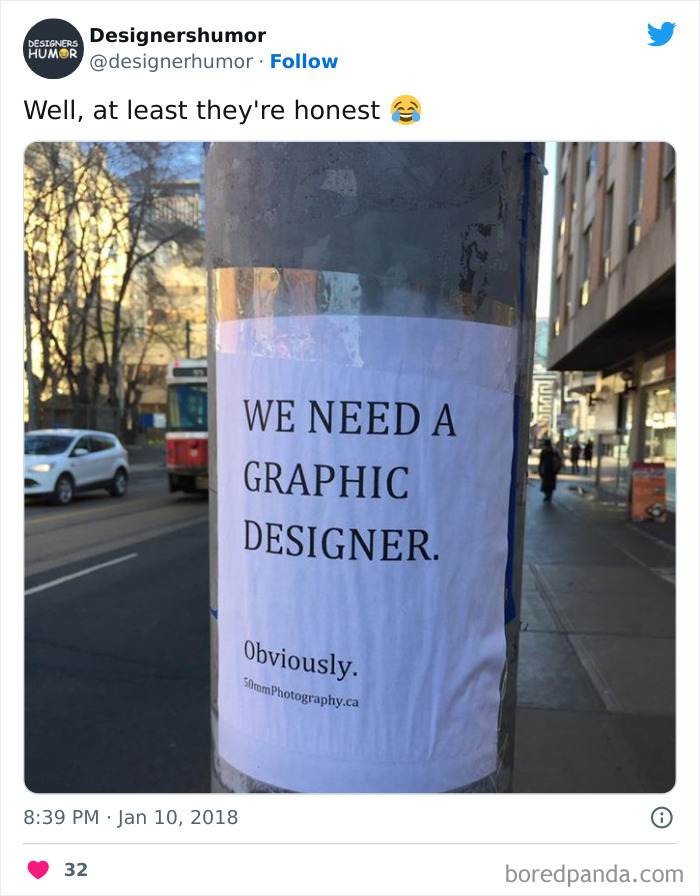 DESIGNERS
HUMOR
Designershumor
@designerhumor · Follow
Well, at least they're honest 😂
WE NEED A
GRAPHIC
DESIGNER.
Obviously.
50mmPhotography.ca
8:39 PM · Jan 10, 2018
32
boredpanda.com